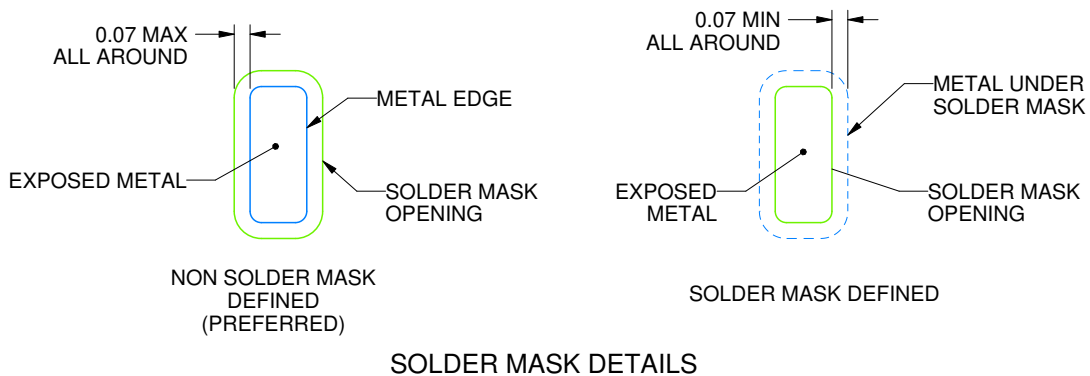 0.07 MAX
ALL AROUND
METAL EDGE
EXPOSED METAL
SOLDER MASK
OPENING
NON SOLDER MASK
DEFINED
(PREFERRED)
0.07 MIN
ALL AROUND
METAL UNDER
SOLDER MASK
EXPOSED
METAL
SOLDER MASK
OPENING
SOLDER MASK DEFINED
SOLDER MASK DETAILS